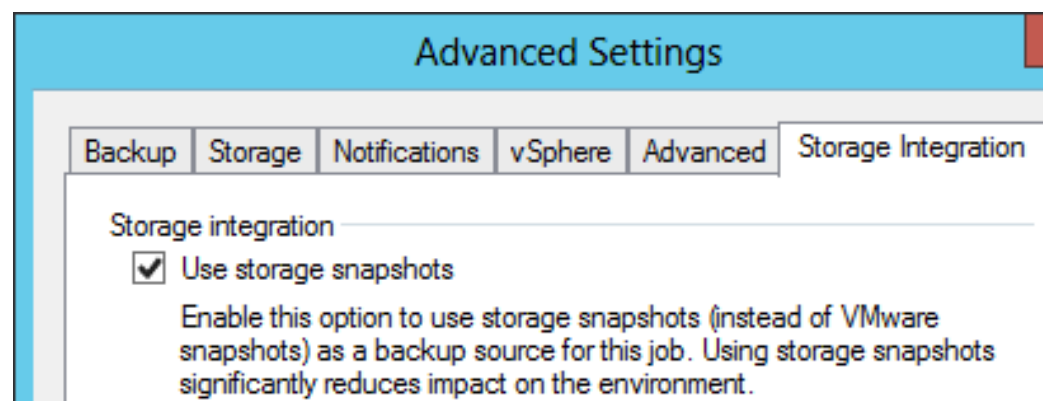 Advanced Settings
Backup Storage Notifications vSphere Advanced Storage Integration
Storage integration
Use storage snapshots
Enable this option to use storage snapshots (instead of VMware
snapshots) as a backup source for this job. Using storage snapshots
significantly reduces impact on the environment.